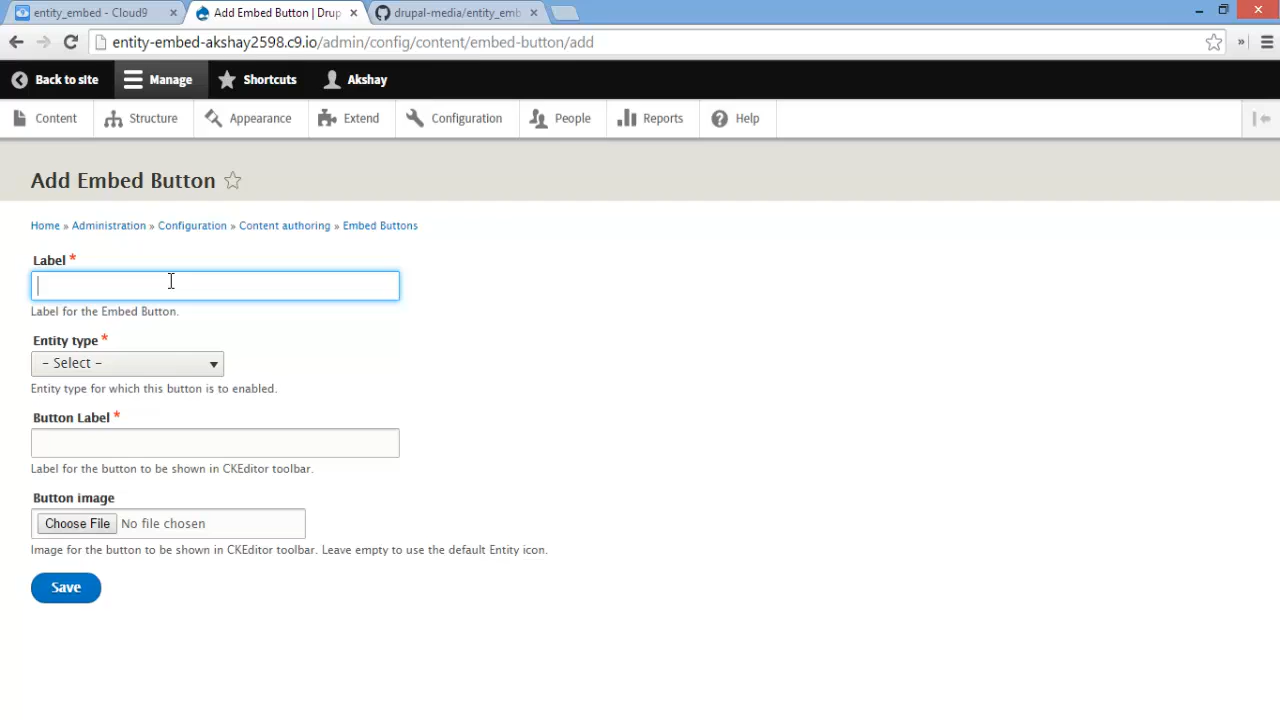 entity_embed - Cloud9
Add Embed Button | Drup
drupal-media/entity_emb
entity-embed-akshay2598.c9.io/admin/config/content/embed-button/add
Back to site
Manage
Shortcuts
Akshay
Content
Structure
Appearance
Extend
Configuration
People
Reports
Help
Add Embed Button
Home » Administration » Configuration » Content authoring » Embed Buttons
Label *
Label for the Embed Button.
Entity type *
- Select -
Entity type for which this button is to enabled.
Button Label *
Label for the button to be shown in CKEditor toolbar.
Button image
Choose File No file chosen
Image for the button to be shown in CKEditor toolbar. Leave empty to use the default Entity icon.
Save